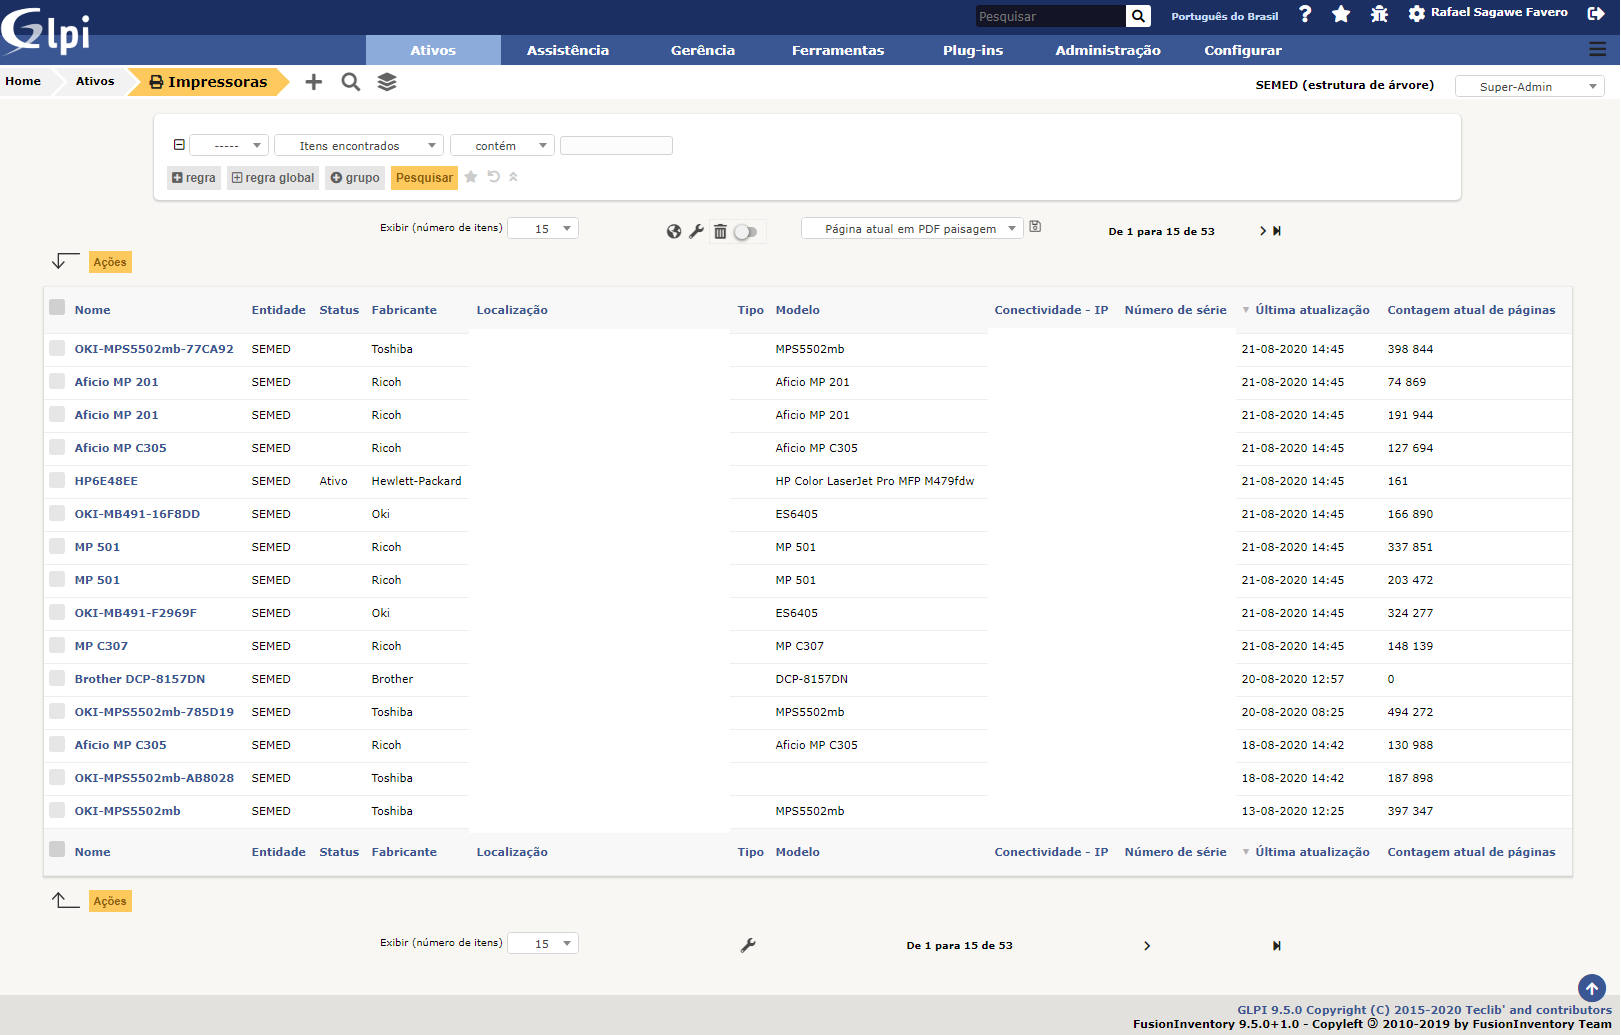 Glpi
Pesquisar
Português do Brasil
Rafael Sagawe Favero
Ativos Assistência Gerência Ferramentas Plug-ins Administração Configurar
Home Ativos Impressoras
SEMED (estrutura de árvore) Super-Admin
----- Itens encontrados contém
regra regra global grupo Pesquisar
Exibir (número de itens) 15 Página atual em PDF paisagem De 1 para 15 de 53
Ações
Nome Entidade Status Fabricante Localização Tipo Modelo Conectividade - IP Número de série Última atualização Contagem atual de páginas
OKI-MPS5502mb-77CA92 SEMED Toshiba MPS5502mb 21-08-2020 14:45 398 844
Aficio MP 201 SEMED Ricoh Aficio MP 201 21-08-2020 14:45 74 869
Aficio MP 201 SEMED Ricoh Aficio MP 201 21-08-2020 14:45 191 944
Aficio MP C305 SEMED Ricoh Aficio MP C305 21-08-2020 14:45 127 694
HP6E48EE SEMED Ativo Hewlett-Packard HP Color LaserJet Pro MFP M479fdw 21-08-2020 14:45 161
OKI-MB491-16F8DD SEMED Oki ES6405 21-08-2020 14:45 166 890
MP 501 SEMED Ricoh MP 501 21-08-2020 14:45 337 851
MP 501 SEMED Ricoh MP 501 21-08-2020 14:45 203 472
OKI-MB491-F2969F SEMED Oki ES6405 21-08-2020 14:45 324 277
MP C307 SEMED Ricoh MP C307 21-08-2020 14:45 148 139
Brother DCP-8157DN SEMED Brother DCP-8157DN 20-08-2020 12:57 0
OKI-MPS5502mb-785D19 SEMED Toshiba MPS5502mb 20-08-2020 08:25 494 272
Aficio MP C305 SEMED Ricoh Aficio MP C305 18-08-2020 14:42 130 988
OKI-MPS5502mb-AB8028 SEMED Toshiba 18-08-2020 14:42 187 898
OKI-MPS5502mb SEMED Toshiba MPS5502mb 13-08-2020 12:25 397 347
Nome Entidade Status Fabricante Localização Tipo Modelo Conectividade - IP Número de série Última atualização Contagem atual de páginas
Ações
Exibir (número de itens) 15 De 1 para 15 de 53
GLPI 9.5.0 Copyright (C) 2015-2020 Teclib' and contributors
FusionInventory 9.5.0+1.0 - Copyleft 🄯 2010-2019 by FusionInventory Team